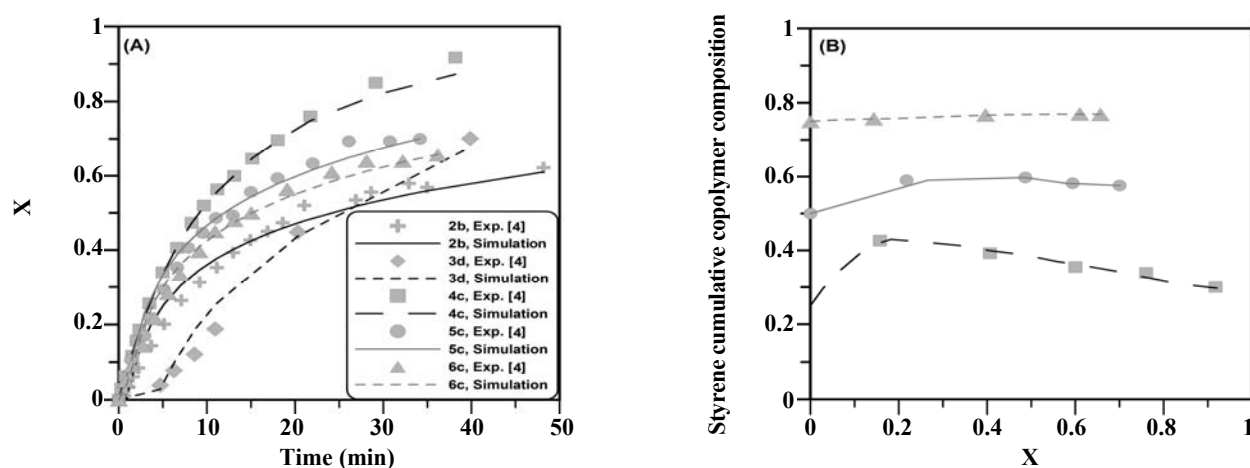 (A)
X
1
0.8
0.6
0.4
0.2
0
2b, Exp. [4]
2b, Simulation
3d, Exp. [4]
3d, Simulation
4c, Exp. [4]
4c, Simulation
5c, Exp. [4]
5c, Simulation
6c, Exp. [4]
6c, Simulation
0 10 20 30 40 50
Time (min)
(B)
Styrene cumulative copolymer composition
1
0.8
0.6
0.4
0.2
0
0 0.2 0.4 0.6 0.8 1
X